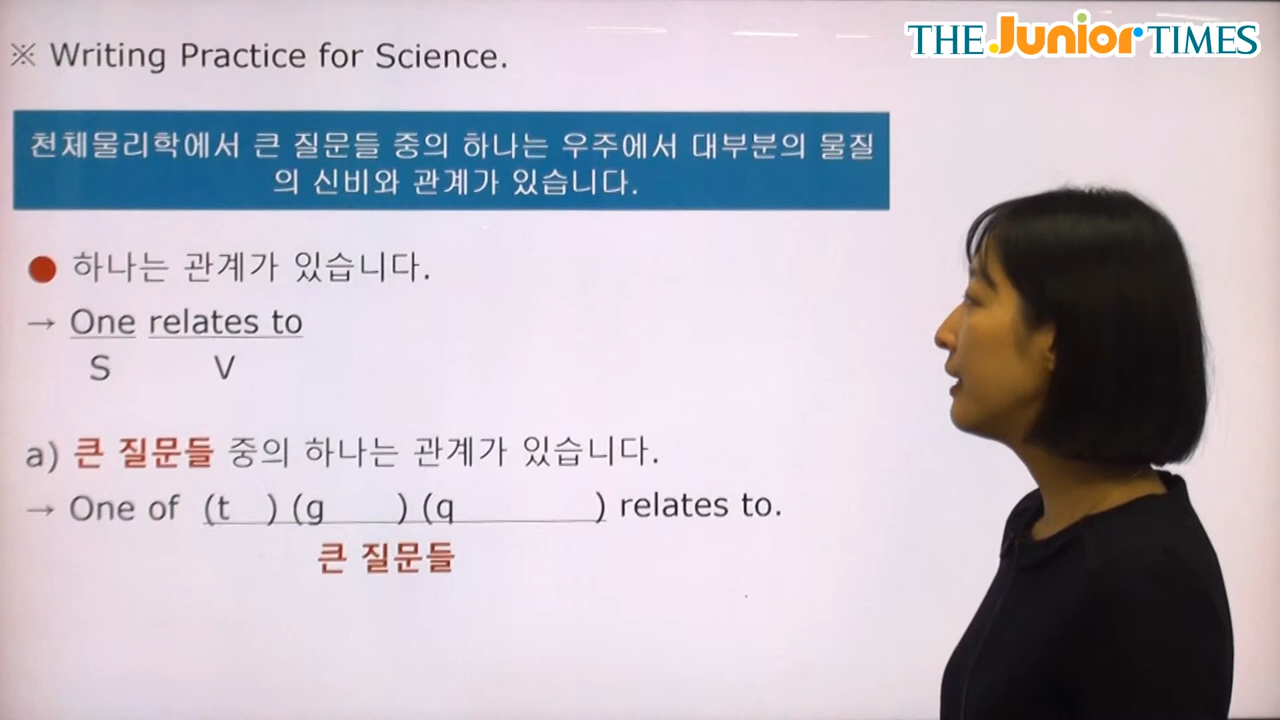 THE Junior TIMES
※ Writing Practice for Science.
천체물리학에서 큰 질문들 중의 하나는 우주에서 대부분의 물질
의 신비와 관계가 있습니다.
● 하나는 관계가 있습니다.
→ One relates to
S V
a) 큰 질문들 중의 하나는 관계가 있습니다.
→ One of (t ) (g ) (q ) relates to.
큰 질문들